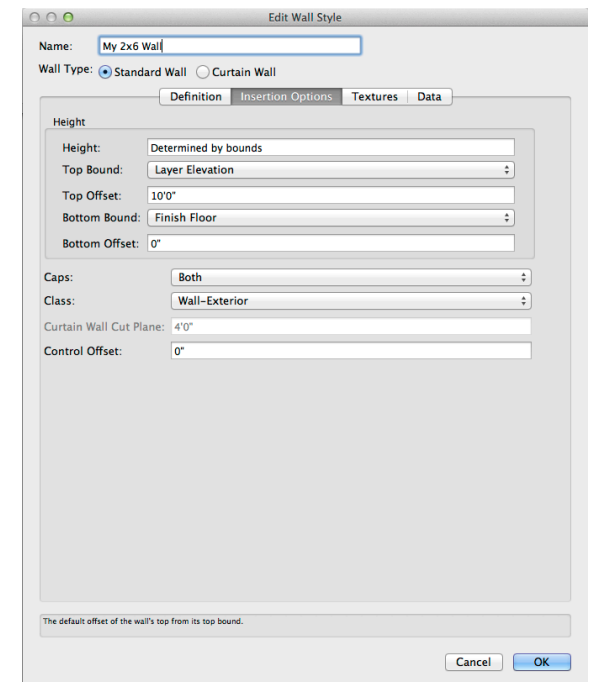 Edit Wall Style
Name: My 2x6 Wall
Wall Type: Standard Wall Curtain Wall
Definition Insertion Options Textures Data
Height
Height: Determined by bounds
Top Bound: Layer Elevation
Top Offset: 10'0"
Bottom Bound: Finish Floor
Bottom Offset: 0"
Caps: Both
Class: Wall-Exterior
Curtain Wall Cut Plane: 4'0"
Control Offset: 0"
The default offset of the wall's top from its top bound.
Cancel OK